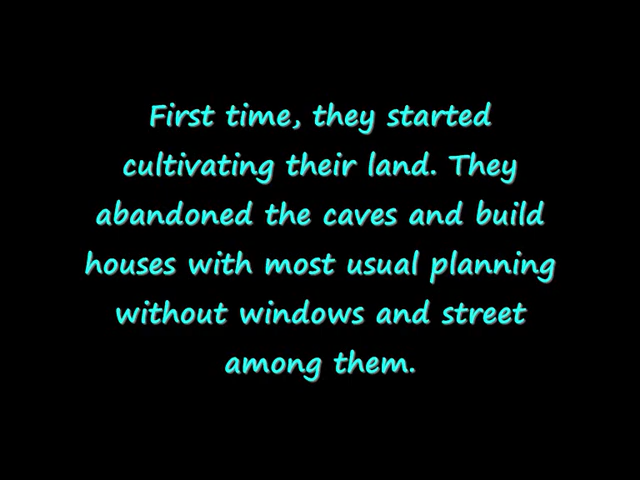 First time, they started
cultivating their land. They
abandoned the caves and build
houses with most usual planning
without windows and street
among them.